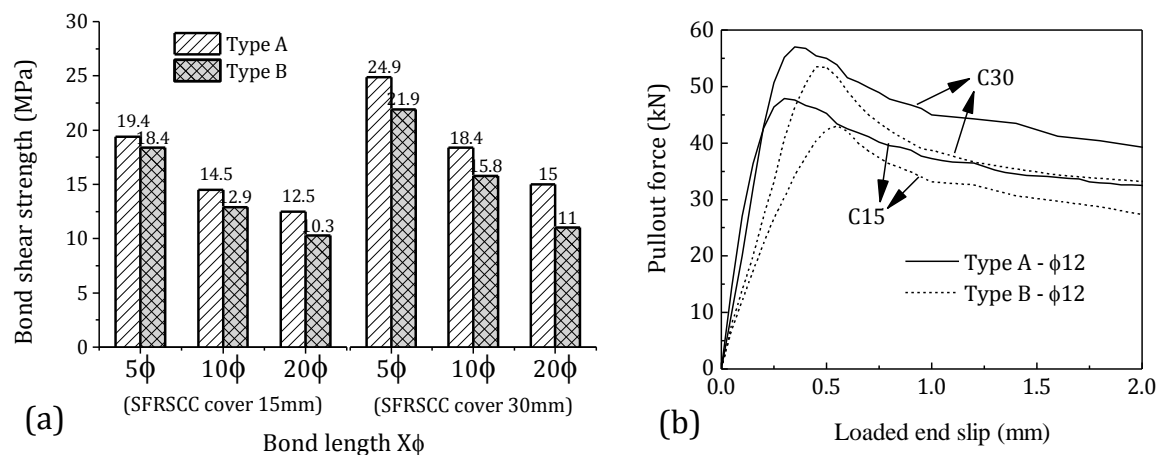 35
30
25
20
15
10
5
0
Bond shear strength (MPa)
Type A
Type B
19.4
18.4
14.5
12.9
12.5
10.3
24.9
21.9
18.4
15.8
15
11
5ϕ 10ϕ 20ϕ 5ϕ 10ϕ 20ϕ
(SFRSCC cover 15mm) (SFRSCC cover 30mm)
Bond length Xϕ
(a)
60
50
40
30
20
10
0
Pullout force (kN)
C30
C15
Type A - ϕ12
Type B - ϕ12
0.0 0.5 1.0 1.5 2.0
Loaded end slip (mm)
(b)